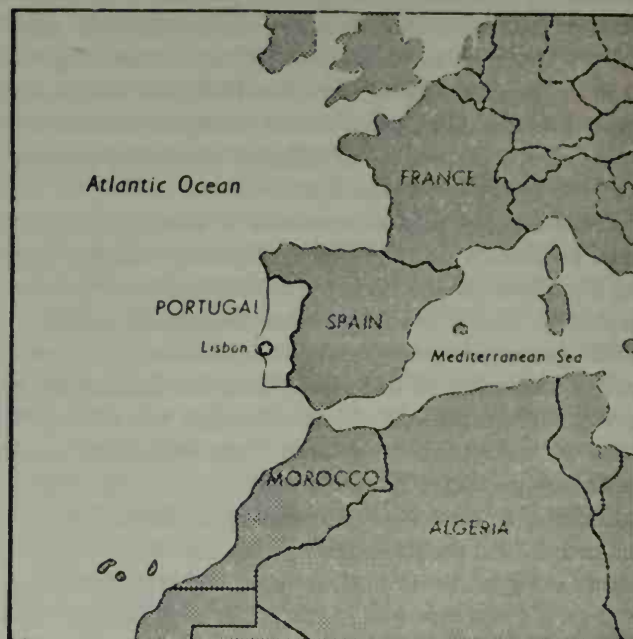 FRANCE
Atlantic Ocean
PORTUGAL
SPAIN
Lisbon
Mediterranean Sea
MOROCCO
ALGERIA